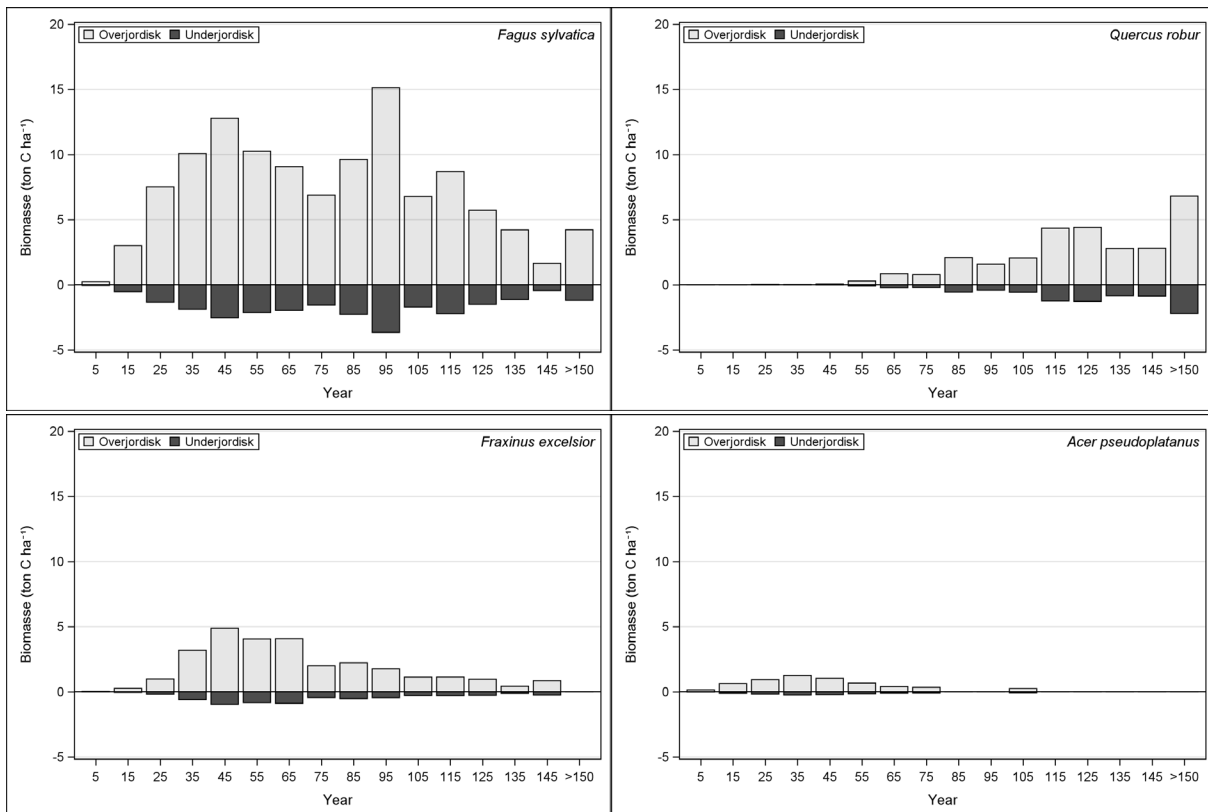 Overjordisk Underjordisk
Fagus sylvatica
Biomasse (ton C ha⁻¹)
20
15
10
5
0
-5
5 15 25 35 45 55 65 75 85 95 105 115 125 135 145 >150
Year
Overjordisk Underjordisk
Quercus robur
Biomasse (ton C ha⁻¹)
20
15
10
5
0
-5
5 15 25 35 45 55 65 75 85 95 105 115 125 135 145 >150
Year
Overjordisk Underjordisk
Fraxinus excelsior
Biomasse (ton C ha⁻¹)
20
15
10
5
0
-5
5 15 25 35 45 55 65 75 85 95 105 115 125 135 145 >150
Year
Overjordisk Underjordisk
Acer pseudoplatanus
Biomasse (ton C ha⁻¹)
20
15
10
5
0
-5
5 15 25 35 45 55 65 75 85 95 105 115 125 135 145 >150
Year